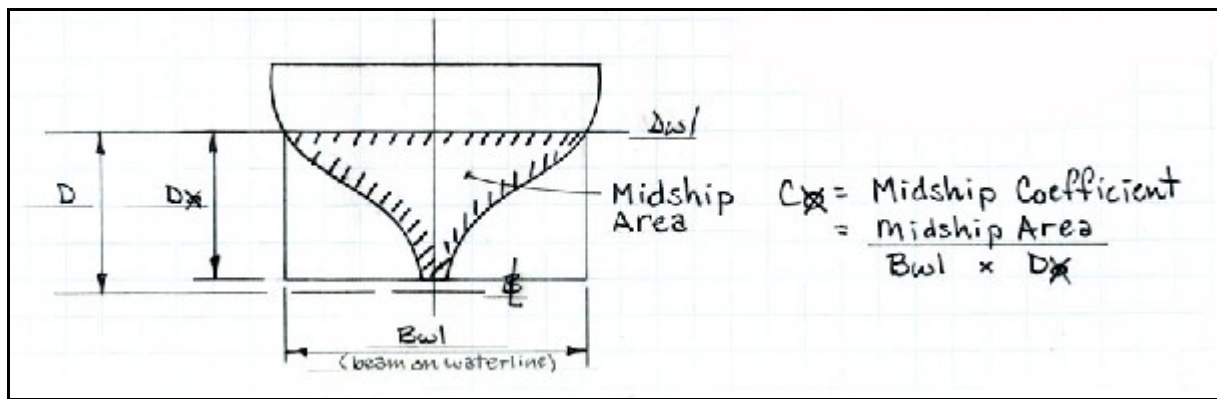 Dwl
D
D⌧
Midship
Area
C⌧ = Midship Coefficient
= Midship Area
Bwl x D⌧
Bwl
(beam on waterline)